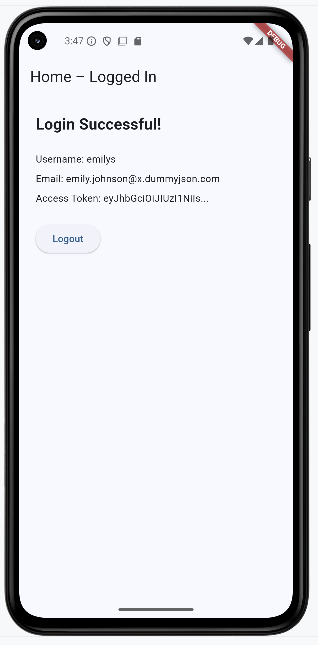 3:47
DEBUG
Home – Logged In
Login Successful!
Username: emilys
Email: emily.johnson@x.dummyjson.com
Access Token: eyJhbGciOiJIUzI1NiIs...
Logout